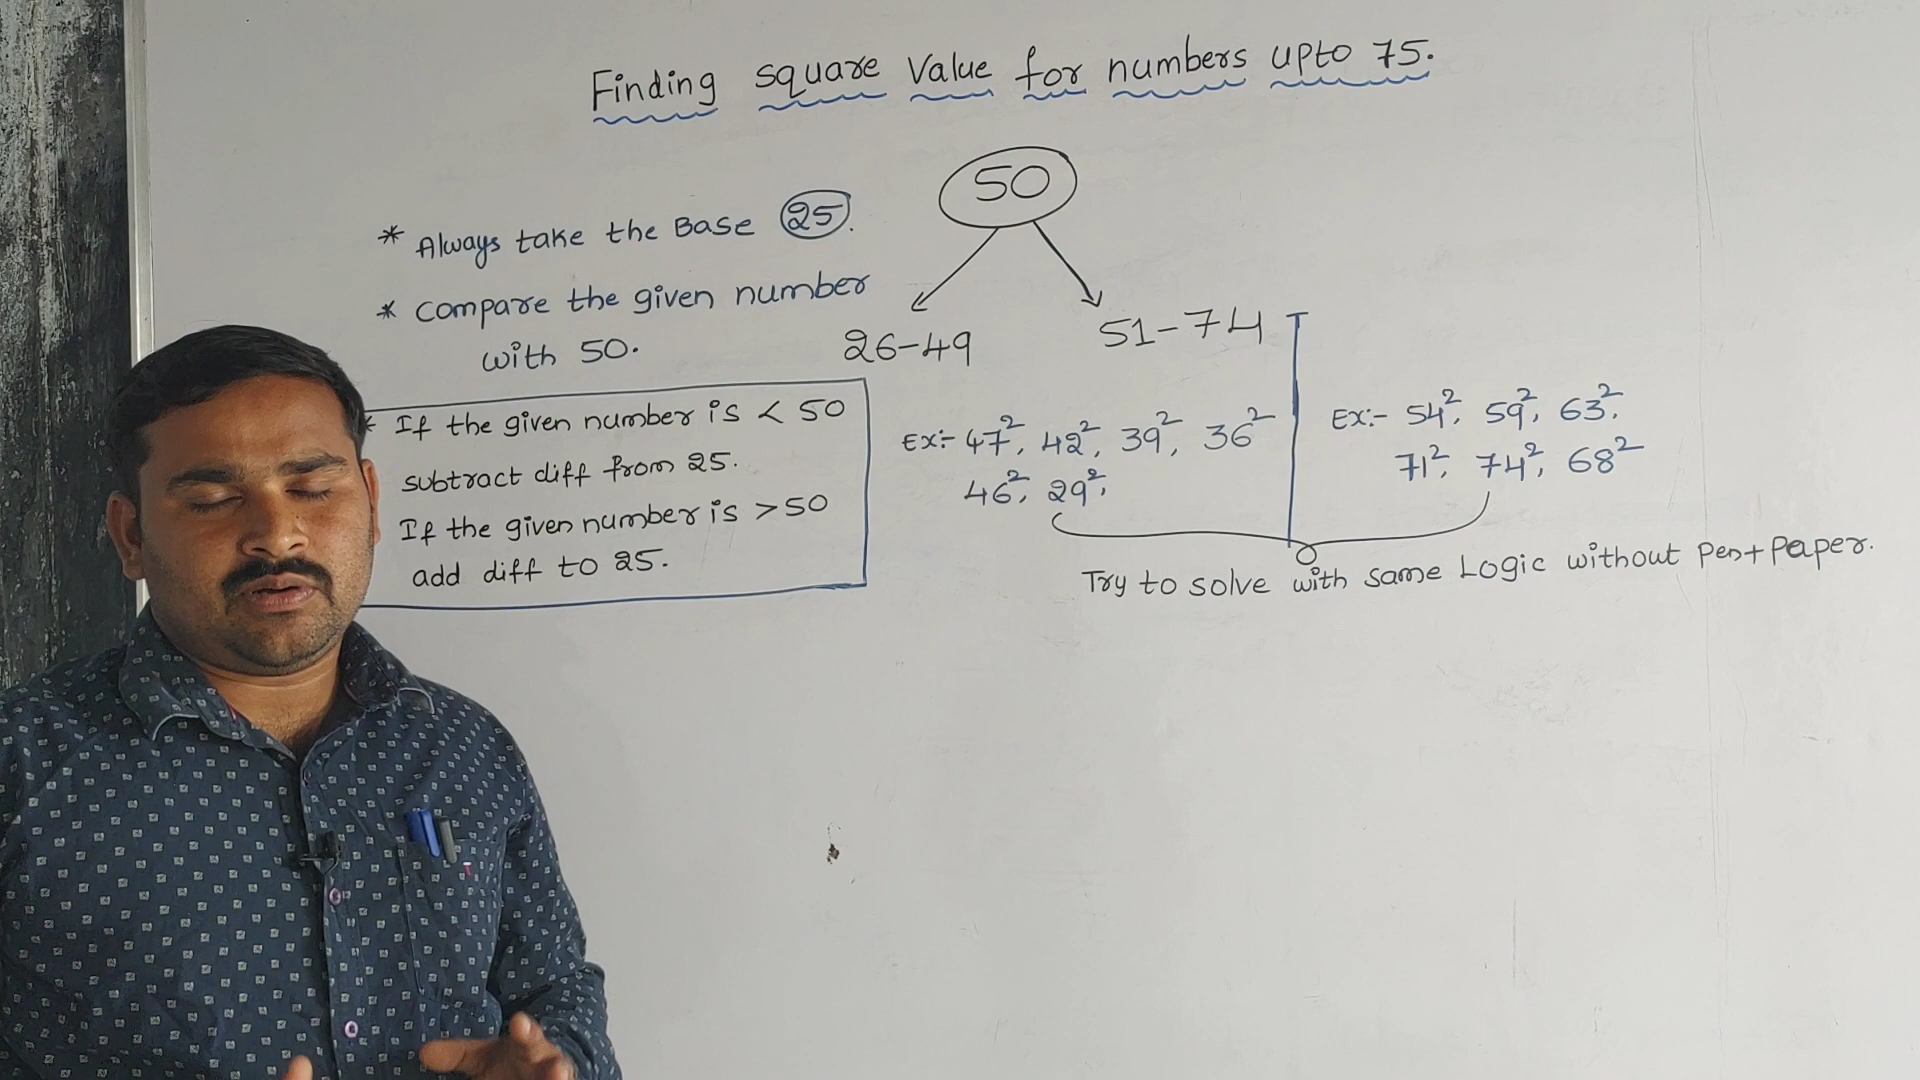 Finding square Value for numbers upto 75.
50
* Always take the Base 25.
* Compare the given number
with 50.
26-49
51-74
* If the given number is < 50
subtract diff from 25.
If the given number is > 50
add diff to 25.
Ex:- 47², 42², 39², 36²
46², 29²,
Ex:- 54², 59², 63²,
71², 74², 68²
Try to solve with same Logic without Pen+Paper.